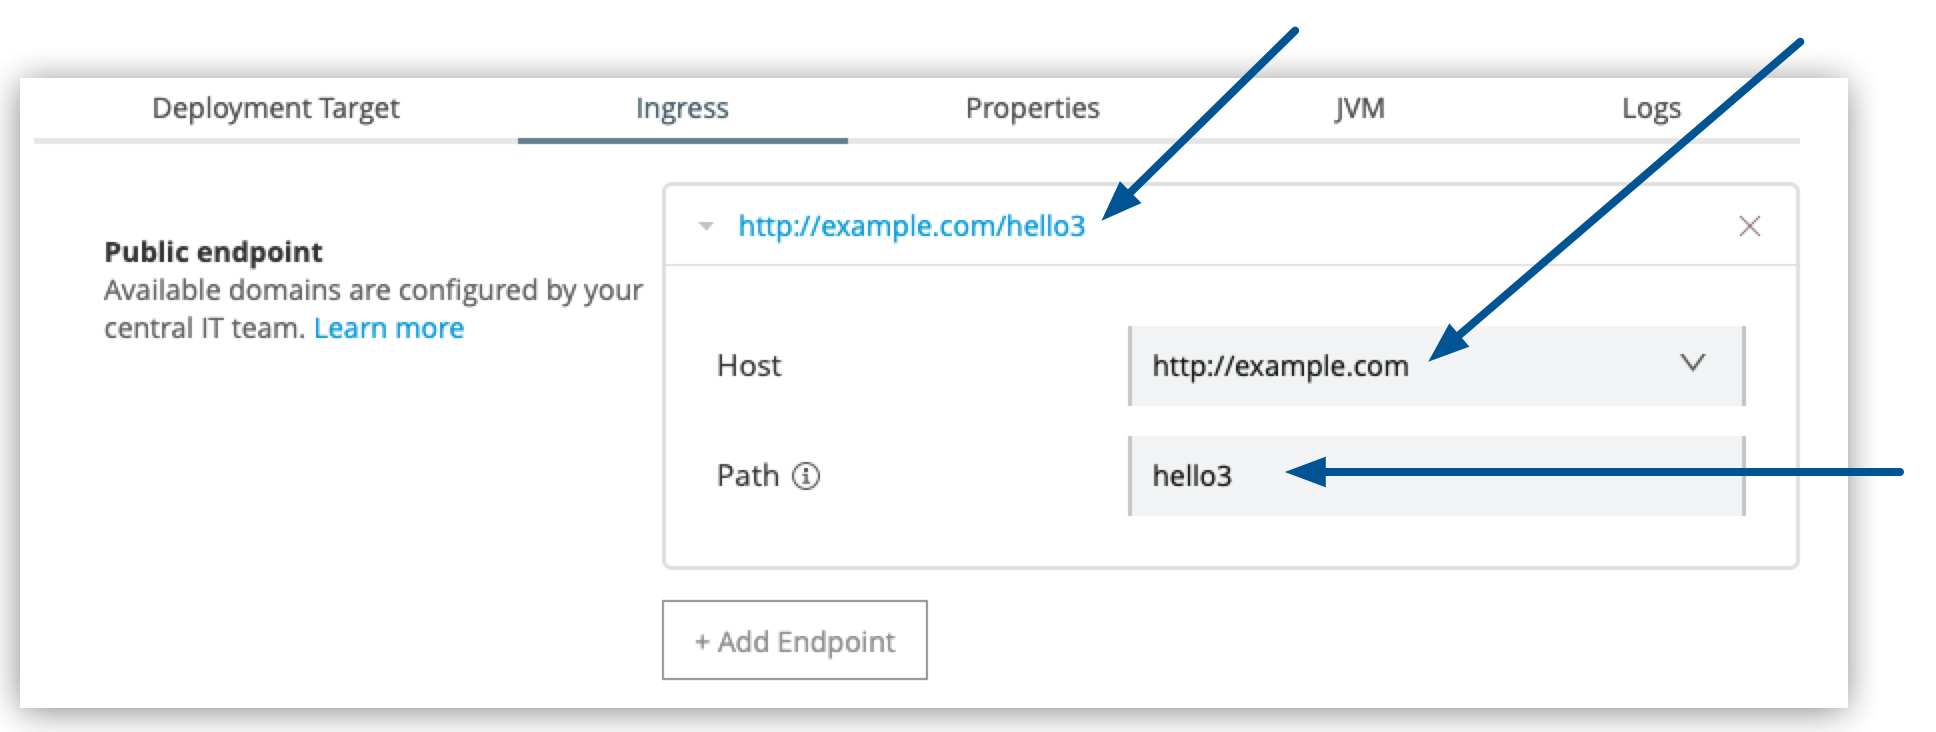 Deployment Target Ingress Properties JVM Logs
http://example.com/hello3
Public endpoint
Available domains are configured by your
central IT team. Learn more
Host http://example.com
Path hello3
+ Add Endpoint